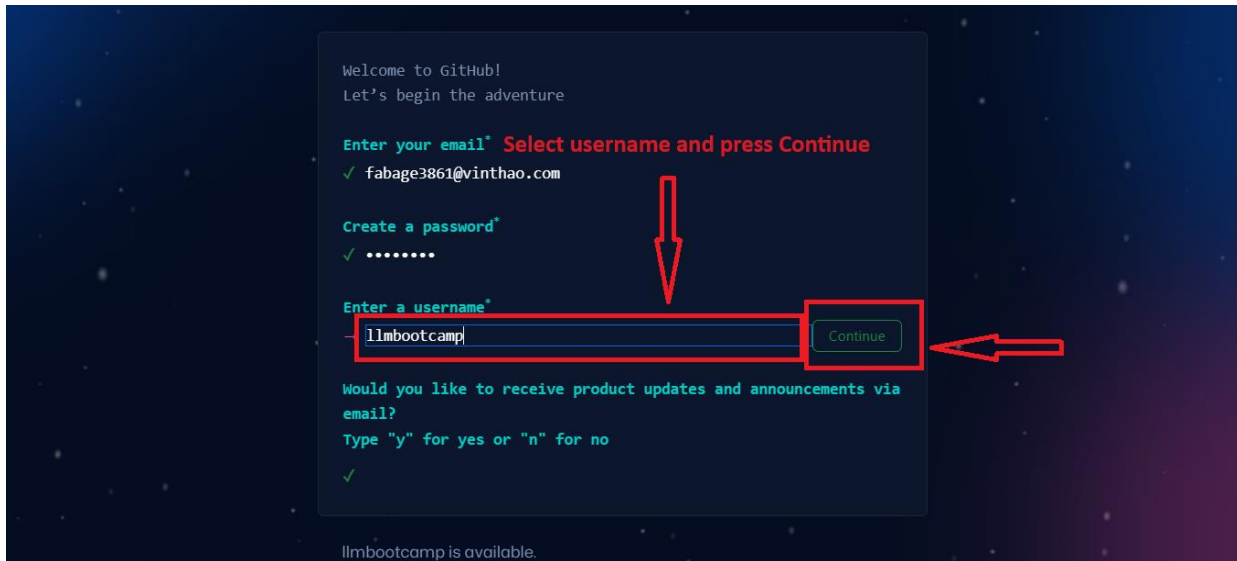 Welcome to GitHub!
Let’s begin the adventure
Enter your email* Select username and press Continue
✓ fabage3861@vinthao.com
Create a password*
✓ ••••••••
Enter a username*
→ llmbootcamp Continue
Would you like to receive product updates and announcements via
email?
Type "y" for yes or "n" for no
✓
llmbootcamp is available.